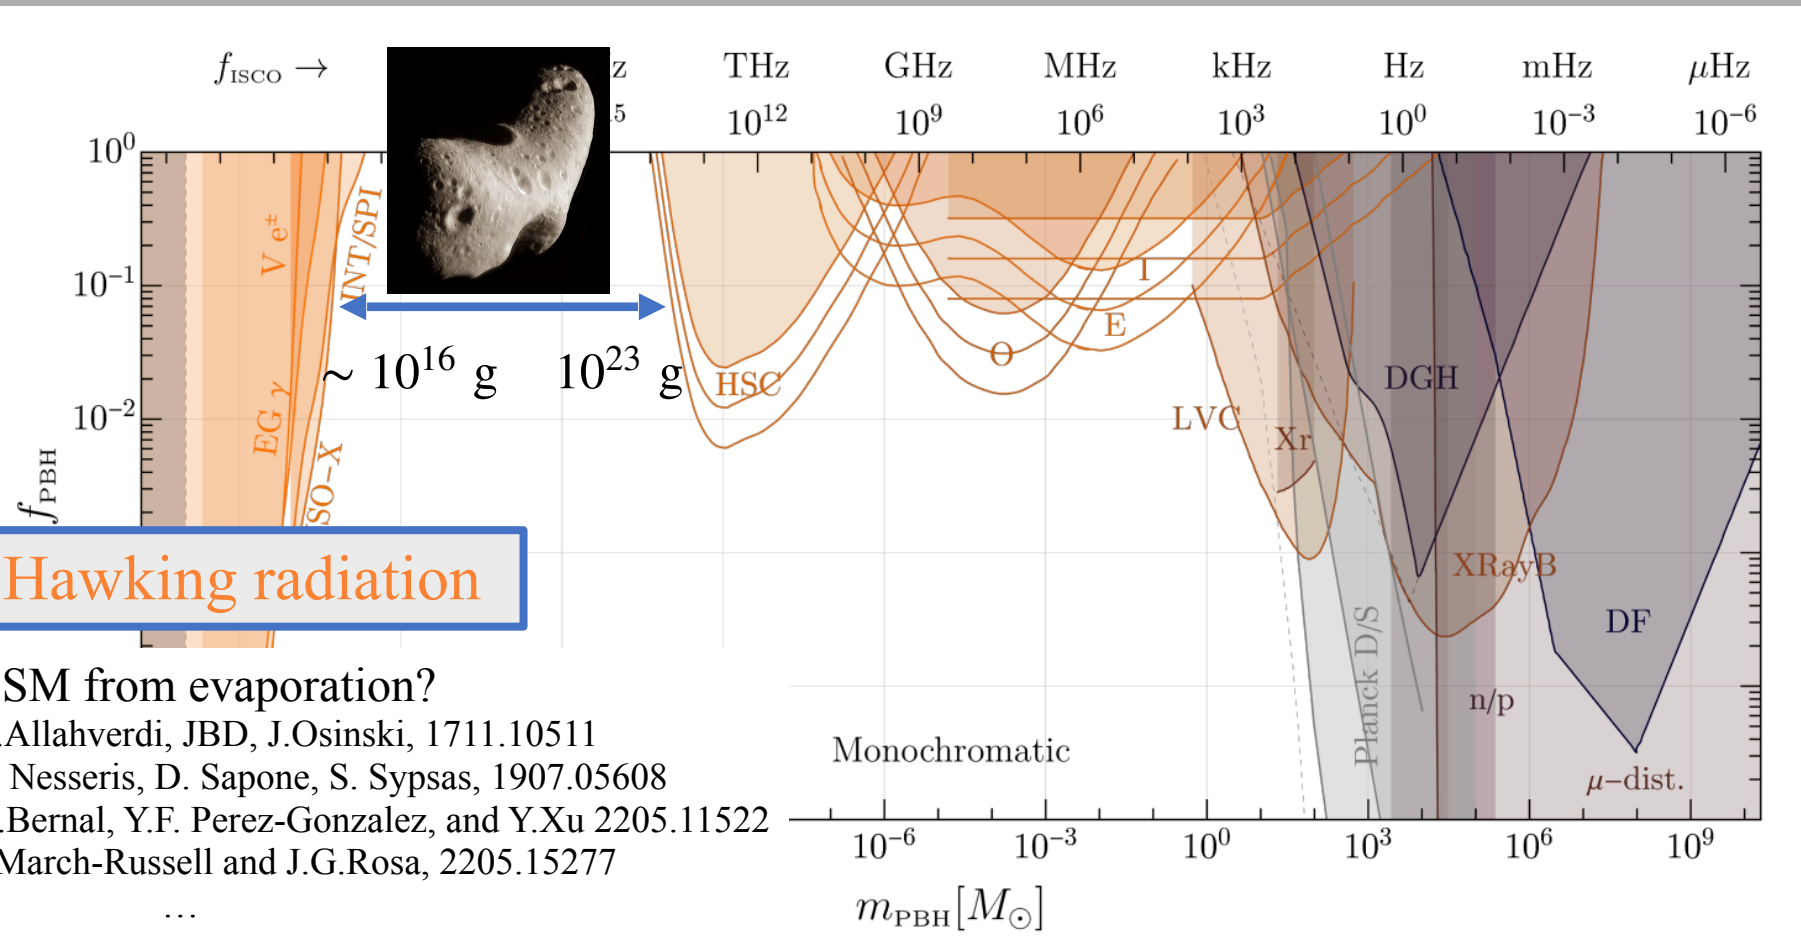 f_ISCO → z THz GHz MHz kHz Hz mHz μHz
15 10^12 10^9 10^6 10^3 10^0 10^−3 10^−6
10^0
10^−1
10^−2
f_PBH
V e^±
EG γ
INT/SPI
SO−X
∼ 10^16 g 10^23 g
HSC
O
E
I
LVC
Xr
DGH
XRayB
DF
Planck D/S
n/p
μ−dist.
Monochromatic
Hawking radiation
SM from evaporation?
.Allahverdi, JBD, J.Osinski, 1711.10511
Nesseris, D. Sapone, S. Sypsas, 1907.05608
.Bernal, Y.F. Perez-Gonzalez, and Y.Xu 2205.11522
March-Russell and J.G.Rosa, 2205.15277
…
10^−6 10^−3 10^0 10^3 10^6 10^9
m_PBH[M_⊙]